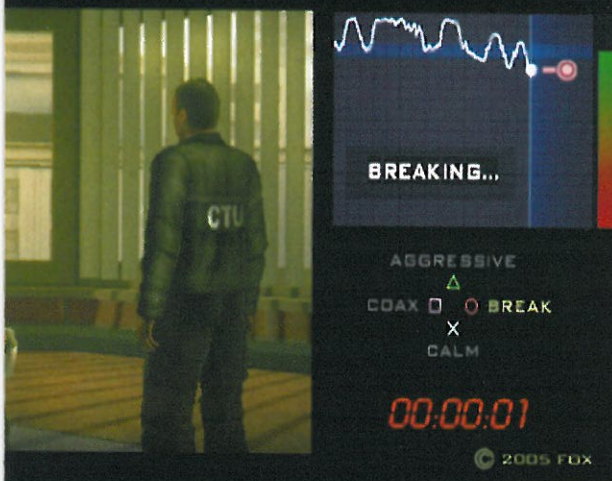 CTU
BREAKING...
AGGRESSIVE
COAX □ ○ BREAK
CALM
00:00:01
© 2005 FOX